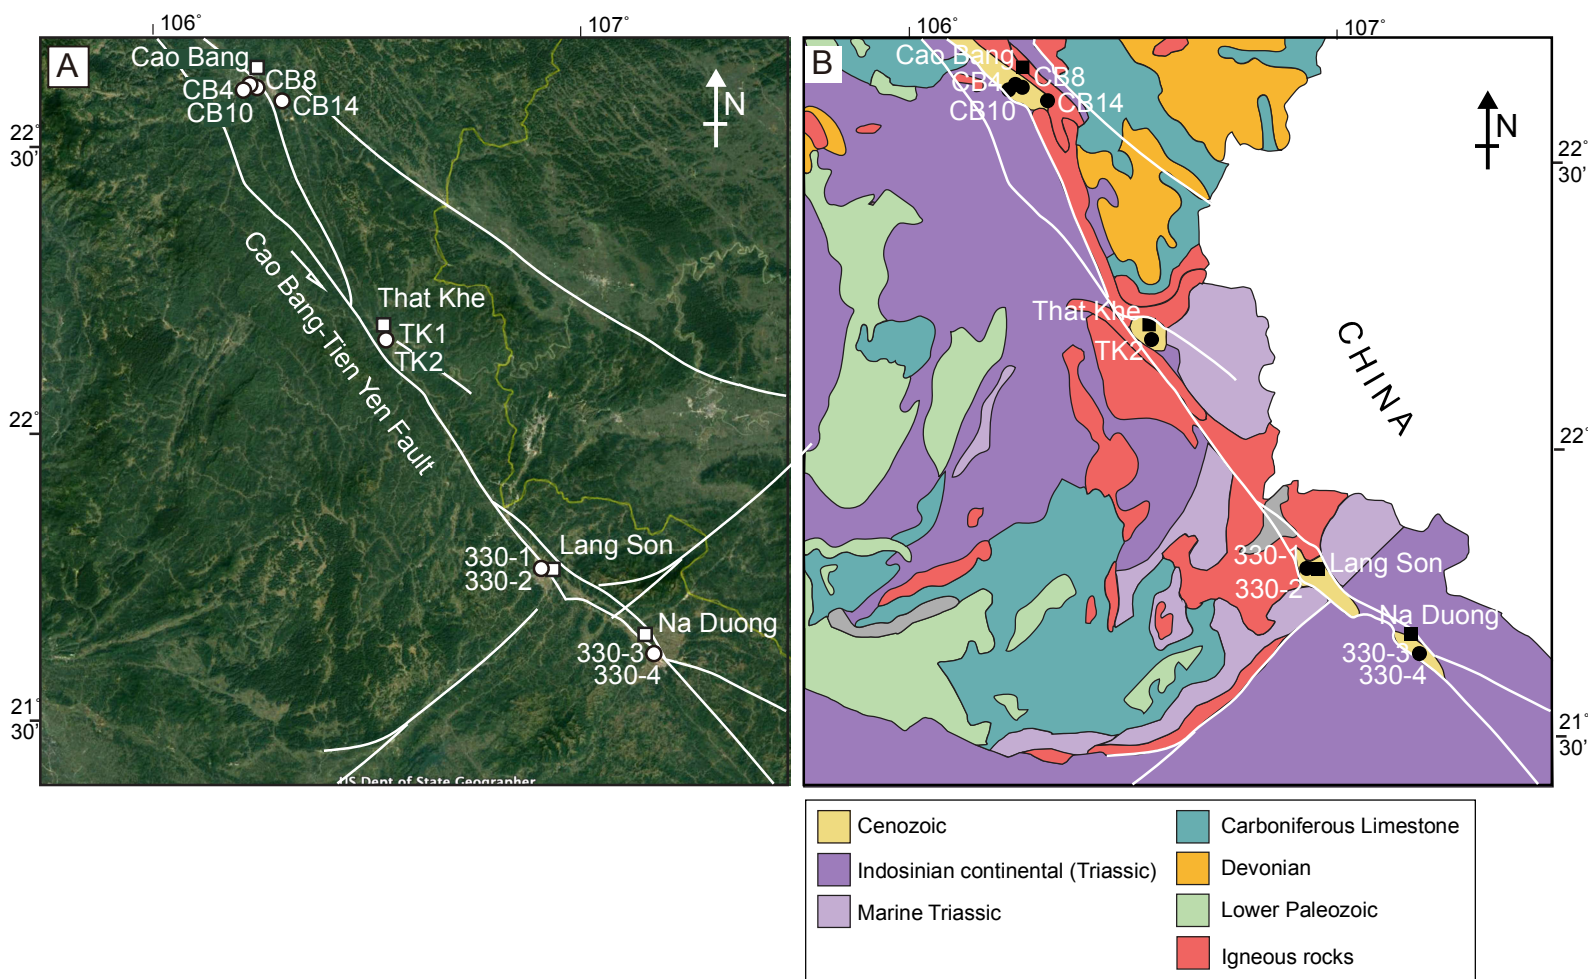 106°
107°
A
Cao Bang
CB4
CB8
CB10
CB14
N
22°
30'
Cao Bang-Tien Yen Fault
That Khe
TK1
TK2
22°
330-1
330-2
Lang Son
Na Duong
330-3
330-4
21°
30'
US Dept of State Geographer
106°
107°
B
Cao Bang
CB4
CB8
CB10
CB14
N
22°
30'
That Khe
TK2
CHINA
22°
330-1
330-2
Lang Son
Na Duong
330-3
330-4
21°
30'
Cenozoic
Indosinian continental (Triassic)
Marine Triassic
Carboniferous Limestone
Devonian
Lower Paleozoic
Igneous rocks